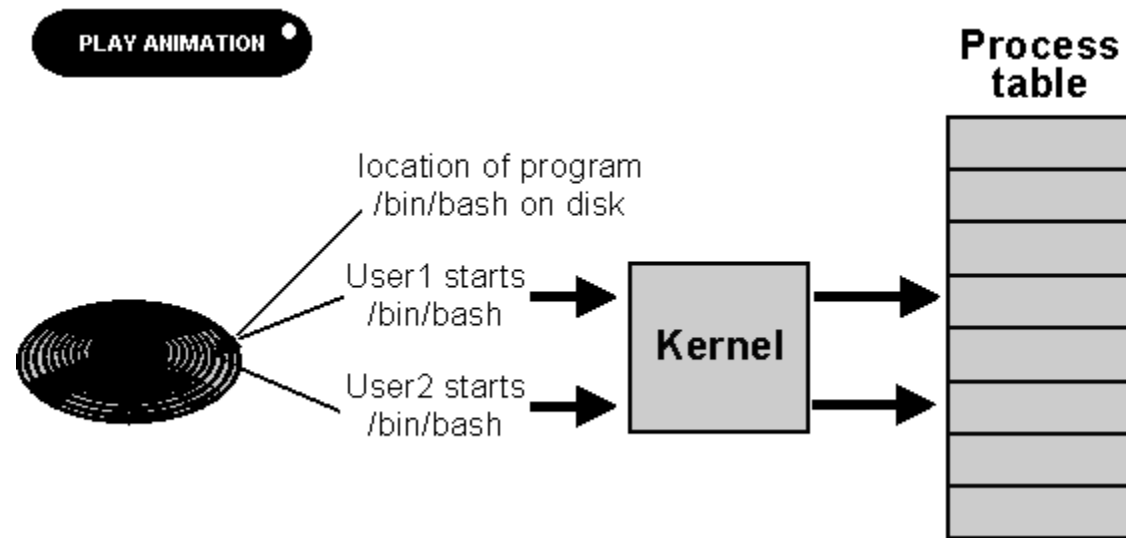 PLAY ANIMATION
Process
table
location of program
/bin/bash on disk
User1 starts
/bin/bash
Kernel
User2 starts
/bin/bash